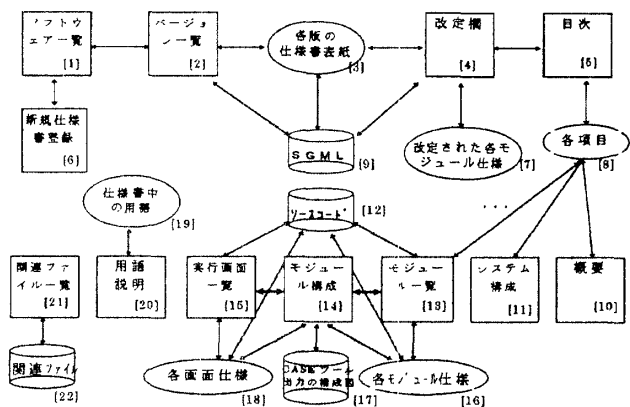 ソフトウ
ェア一覧
[1]
バージョ
ン一覧
[2]
各版の
仕様書表紙
[3]
改定欄
[4]
目次
[5]
新規仕様
書登録
[6]
SGML
[9]
改定された各モ
ジュール仕様
[7]
各項目
[8]
仕様書中
の用語
[19]
ソースコード
[12]
...
関連ファ
イル一覧
[21]
用語
説明
[20]
実行画面
一覧
[15]
モジュー
ル構成
[14]
モジュ
ール一覧
[13]
システム
構成
[11]
概要
[10]
関連ファイル
[22]
各画面仕様
[18]
CASEツール
出力の構成図
[17]
各モジュール仕様
[16]